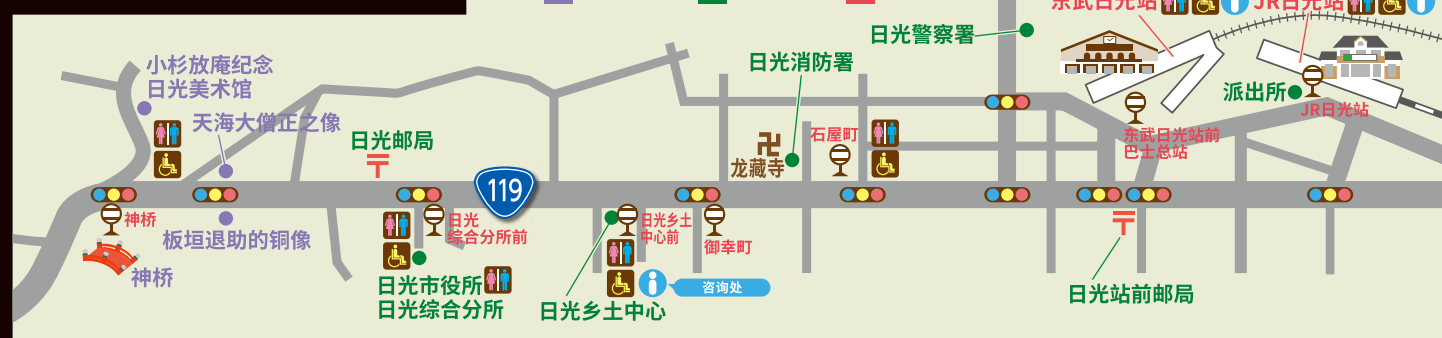 东武日光站
JR日光站
日光警察署
小杉放庵纪念
日光美术馆
日光消防署
派出所
JR日光站
天海大僧正之像
日光邮局
石屋町
东武日光站前
巴士总站
卍
龙藏寺
119
神桥
日光
综合分所前
日光乡土
中心前
御幸町
板垣退助的铜像
神桥
日光市役所
日光综合分所
咨询处
日光乡土中心
日光站前邮局